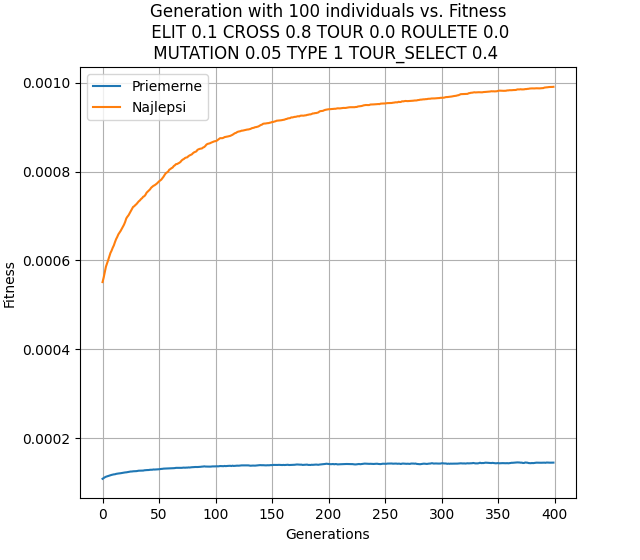 Generation with 100 individuals vs. Fitness
ELIT 0.1 CROSS 0.8 TOUR 0.0 ROULETE 0.0
MUTATION 0.05 TYPE 1 TOUR_SELECT 0.4
Priemerne
Najlepsi
0.0010
0.0008
0.0006
0.0004
0.0002
Fitness
0 50 100 150 200 250 300 350 400
Generations